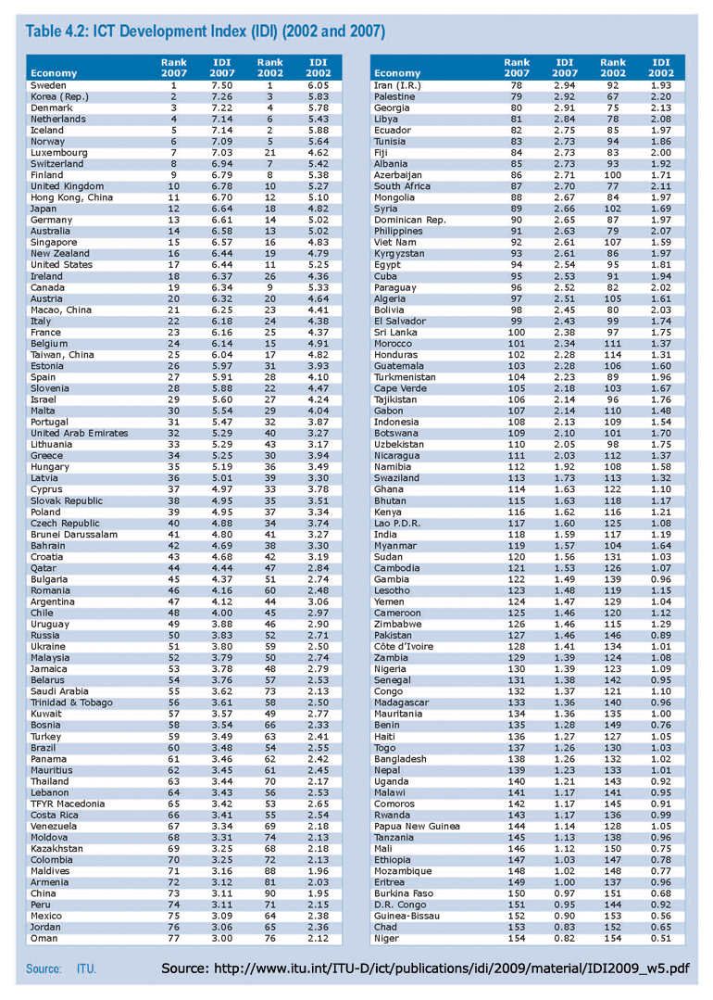 Table 4.2: ICT Development Index (IDI) (2002 and 2007)
Economy Rank 2007 IDI 2007 Rank 2002 IDI 2002
Sweden 1 7.50 1 6.05
Korea (Rep.) 2 7.26 3 5.83
Denmark 3 7.22 4 5.78
Netherlands 4 7.14 6 5.43
Iceland 5 7.14 2 5.88
Norway 6 7.09 5 5.64
Luxembourg 7 7.03 21 4.62
Switzerland 8 6.94 7 5.42
Finland 9 6.79 8 5.38
United Kingdom 10 6.78 10 5.27
Hong Kong, China 11 6.70 12 5.10
Japan 12 6.64 18 4.82
Germany 13 6.61 14 5.02
Australia 14 6.58 13 5.02
Singapore 15 6.57 16 4.83
New Zealand 16 6.44 19 4.79
United States 17 6.44 11 5.25
Ireland 18 6.37 26 4.36
Canada 19 6.34 9 5.33
Austria 20 6.32 20 4.64
Macao, China 21 6.25 23 4.41
Italy 22 6.18 24 4.38
France 23 6.16 25 4.37
Belgium 24 6.14 15 4.91
Taiwan, China 25 6.04 17 4.82
Estonia 26 5.97 31 3.93
Spain 27 5.91 28 4.10
Slovenia 28 5.88 22 4.47
Israel 29 5.60 27 4.24
Malta 30 5.54 29 4.04
Portugal 31 5.47 32 3.87
United Arab Emirates 32 5.29 40 3.27
Lithuania 33 5.29 43 3.17
Greece 34 5.25 30 3.94
Hungary 35 5.19 36 3.49
Latvia 36 5.01 39 3.30
Cyprus 37 4.97 33 3.78
Slovak Republic 38 4.95 35 3.51
Poland 39 4.95 37 3.34
Czech Republic 40 4.88 34 3.74
Brunei Darussalam 41 4.80 41 3.27
Bahrain 42 4.69 38 3.30
Croatia 43 4.68 42 3.19
Qatar 44 4.44 47 2.84
Bulgaria 45 4.37 51 2.74
Romania 46 4.16 60 2.48
Argentina 47 4.12 44 3.06
Chile 48 4.00 45 2.97
Uruguay 49 3.88 46 2.90
Russia 50 3.83 52 2.71
Ukraine 51 3.80 59 2.50
Malaysia 52 3.79 50 2.74
Jamaica 53 3.78 48 2.79
Belarus 54 3.76 57 2.53
Saudi Arabia 55 3.62 73 2.13
Trinidad & Tobago 56 3.61 58 2.50
Kuwait 57 3.57 49 2.77
Bosnia 58 3.54 66 2.33
Turkey 59 3.49 63 2.41
Brazil 60 3.48 54 2.55
Panama 61 3.46 62 2.42
Mauritius 62 3.45 61 2.45
Thailand 63 3.44 70 2.17
Lebanon 64 3.43 56 2.53
TFYR Macedonia 65 3.42 53 2.65
Costa Rica 66 3.41 55 2.54
Venezuela 67 3.34 69 2.18
Moldova 68 3.31 74 2.13
Kazakhstan 69 3.25 68 2.18
Colombia 70 3.25 72 2.13
Maldives 71 3.16 88 1.96
Armenia 72 3.12 81 2.03
China 73 3.11 90 1.95
Peru 74 3.11 71 2.15
Mexico 75 3.09 64 2.38
Jordan 76 3.06 65 2.36
Oman 77 3.00 76 2.12
Economy Rank 2007 IDI 2007 Rank 2002 IDI 2002
Iran (I.R.) 78 2.94 92 1.93
Palestine 79 2.92 67 2.20
Georgia 80 2.91 75 2.13
Libya 81 2.84 78 2.08
Ecuador 82 2.75 85 1.97
Tunisia 83 2.73 94 1.86
Fiji 84 2.73 83 2.00
Albania 85 2.73 93 1.92
Azerbaijan 86 2.71 100 1.71
South Africa 87 2.70 77 2.11
Mongolia 88 2.67 84 1.97
Syria 89 2.66 102 1.69
Dominican Rep. 90 2.65 87 1.97
Philippines 91 2.63 79 2.07
Viet Nam 92 2.61 107 1.59
Kyrgyzstan 93 2.61 86 1.97
Egypt 94 2.54 95 1.81
Cuba 95 2.53 91 1.94
Paraguay 96 2.52 82 2.02
Algeria 97 2.51 105 1.61
Bolivia 98 2.45 80 2.03
El Salvador 99 2.43 99 1.74
Sri Lanka 100 2.38 97 1.75
Morocco 101 2.34 111 1.37
Honduras 102 2.28 114 1.31
Guatemala 103 2.28 106 1.60
Turkmenistan 104 2.23 89 1.96
Cape Verde 105 2.18 103 1.67
Tajikistan 106 2.14 96 1.76
Gabon 107 2.14 110 1.48
Indonesia 108 2.13 109 1.54
Botswana 109 2.10 101 1.70
Uzbekistan 110 2.05 98 1.75
Nicaragua 111 2.03 112 1.37
Namibia 112 1.92 108 1.58
Swaziland 113 1.73 113 1.32
Ghana 114 1.63 122 1.10
Bhutan 115 1.63 118 1.17
Kenya 116 1.62 116 1.21
Lao P.D.R. 117 1.60 125 1.08
India 118 1.59 117 1.19
Myanmar 119 1.57 104 1.64
Sudan 120 1.56 131 1.03
Cambodia 121 1.53 126 1.07
Gambia 122 1.49 139 0.96
Lesotho 123 1.48 119 1.15
Yemen 124 1.47 129 1.04
Cameroon 125 1.46 120 1.12
Zimbabwe 126 1.46 115 1.29
Pakistan 127 1.46 146 0.89
Côte d'Ivoire 128 1.41 134 1.01
Zambia 129 1.39 124 1.08
Nigeria 130 1.39 123 1.09
Senegal 131 1.38 142 0.95
Congo 132 1.37 121 1.10
Madagascar 133 1.36 140 0.96
Mauritania 134 1.36 135 1.00
Benin 135 1.28 149 0.76
Haiti 136 1.27 127 1.05
Togo 137 1.26 130 1.03
Bangladesh 138 1.26 132 1.02
Nepal 139 1.23 133 1.01
Uganda 140 1.21 143 0.92
Malawi 141 1.17 141 0.95
Comoros 142 1.17 145 0.91
Rwanda 143 1.17 136 0.99
Papua New Guinea 144 1.14 128 1.05
Tanzania 145 1.13 138 0.96
Mali 146 1.12 150 0.75
Ethiopia 147 1.03 147 0.78
Mozambique 148 1.02 148 0.77
Eritrea 149 1.00 137 0.96
Burkina Faso 150 0.97 151 0.68
D.R. Congo 151 0.95 144 0.92
Guinea-Bissau 152 0.90 153 0.56
Chad 153 0.83 152 0.65
Niger 154 0.82 154 0.51
Source: ITU.
Source: http://www.itu.int/ITU-D/ict/publications/idi/2009/material/IDI2009_w5.pdf